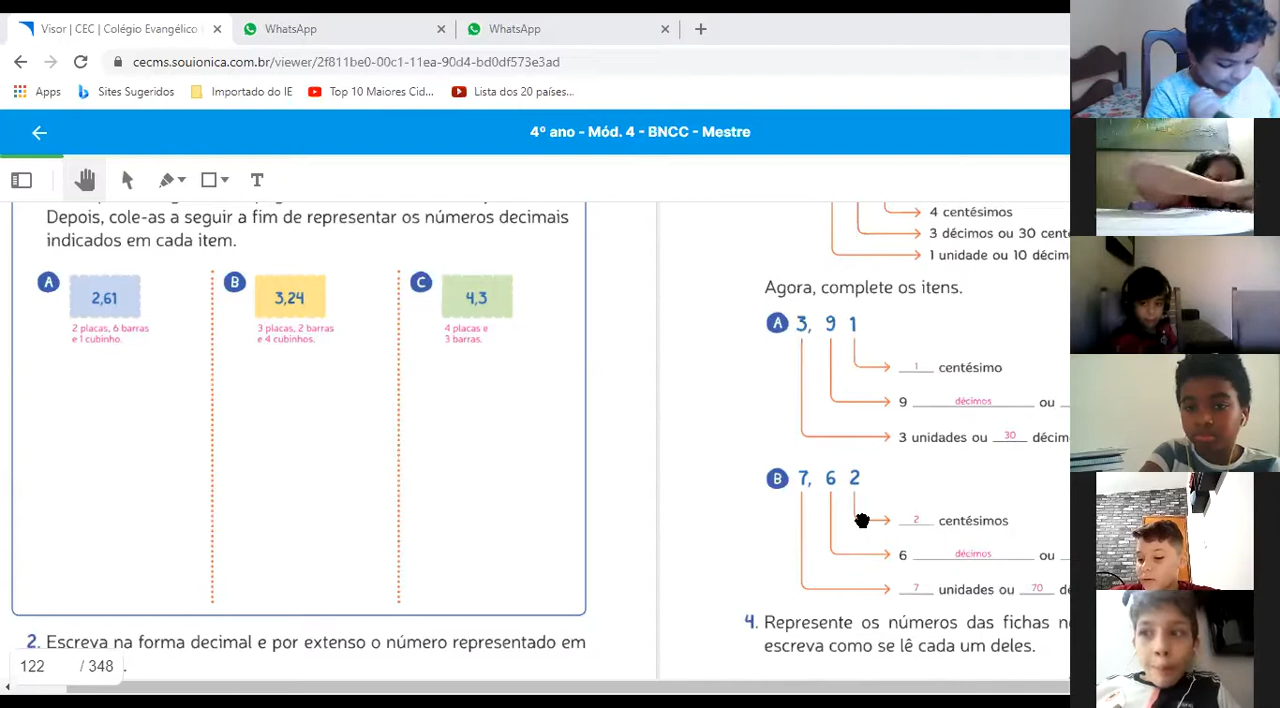 Visor | CEC | Colégio Evangélico
WhatsApp
WhatsApp
cecms.souionica.com.br/viewer/2f811be0-00c1-11ea-90d4-bd0df573e3ad
Apps
Sites Sugeridos
Importado do IE
Top 10 Maiores Cid...
Lista dos 20 países...
4º ano - Mód. 4 - BNCC - Mestre
T
Depois, cole-as a seguir a fim de representar os números decimais
indicados em cada item.
A 2,61
2 placas, 6 barras
e 1 cubinho.
B 3,24
3 placas, 2 barras
e 4 cubinhos.
C 4,3
4 placas e
3 barras.
2. Escreva na forma decimal e por extenso o número representado em
122 / 348
4 centésimos
3 décimos ou 30 cent
1 unidade ou 10 décim
Agora, complete os itens.
A 3, 9 1
1 centésimo
9 décimos ou
3 unidades ou 30 décim
B 7, 6 2
2 centésimos
6 décimos ou
7 unidades ou 70 dé
4. Represente os números das fichas n
escreva como se lê cada um deles.